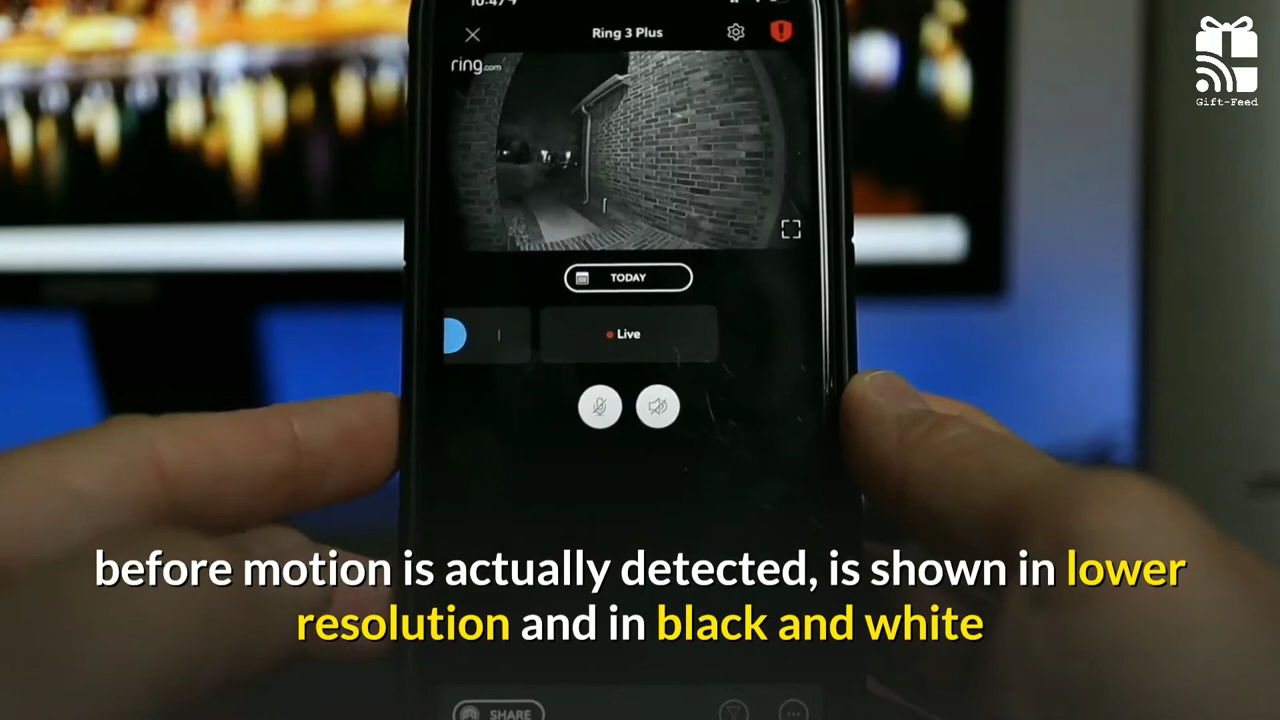 Ring 3 Plus
ring.com
Gift-Feed
TODAY
Live
before motion is actually detected, is shown in lower
resolution and in black and white
SHARE